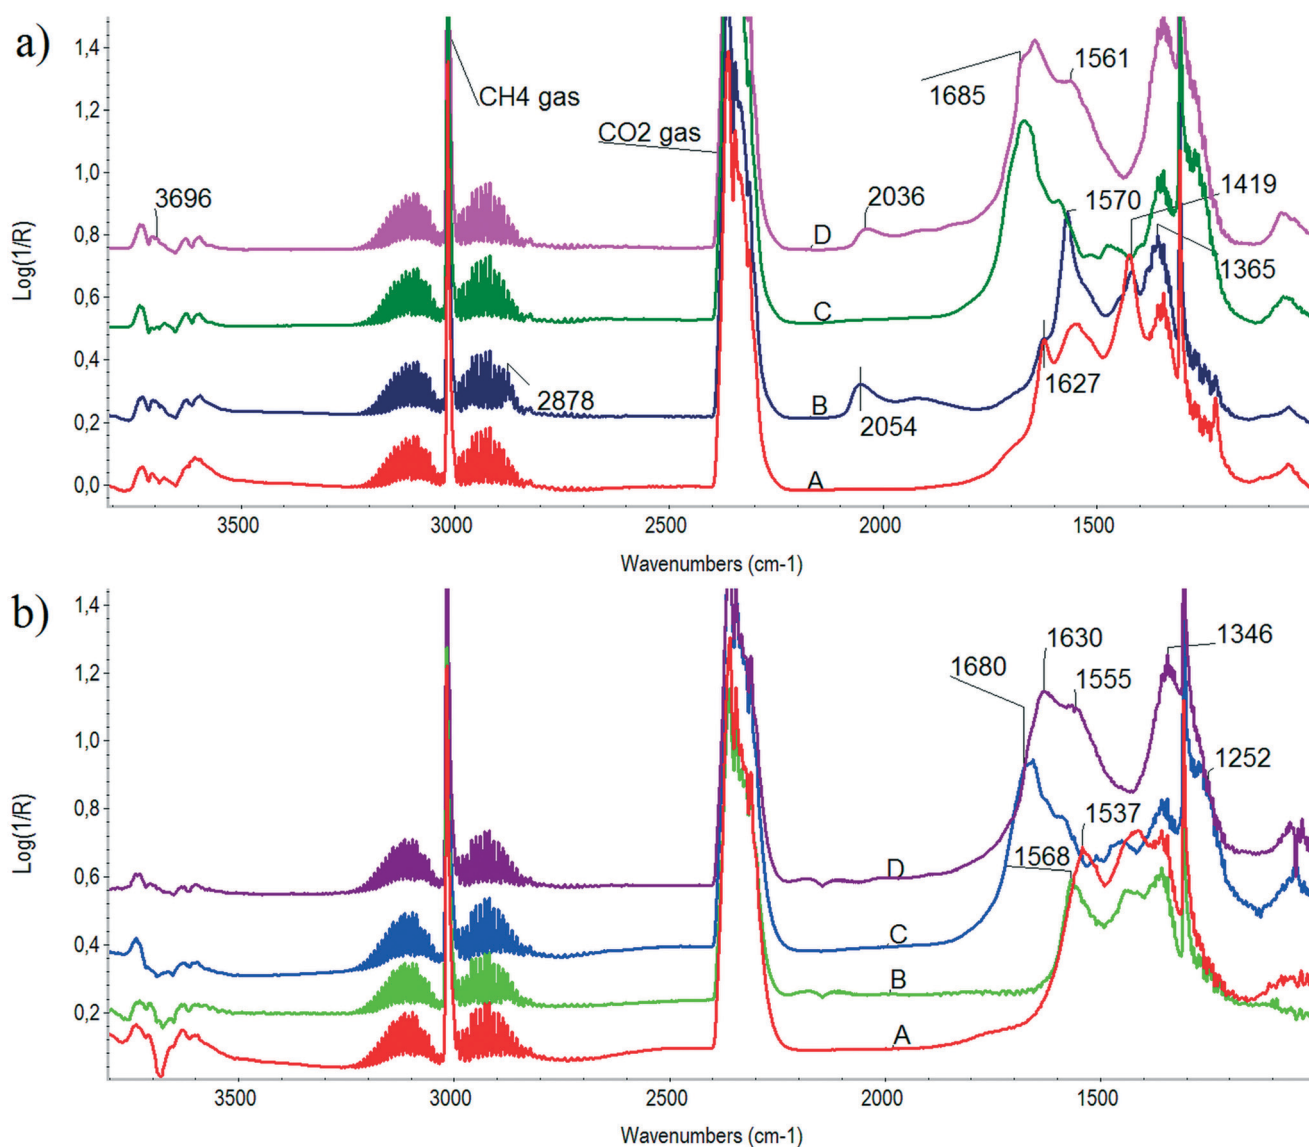 a)
1,4
1,2
1,0
0,8
0,6
0,4
0,2
0,0
Log(1/R)
CH4 gas
CO2 gas
3696
2878
2036
2054
1685
1561
1570
1419
1365
1627
D
C
B
A
3500 3000 2500 2000 1500
Wavenumbers (cm-1)
b)
1,4
1,2
1,0
0,8
0,6
0,4
0,2
Log(1/R)
1630
1346
1680
1555
1252
1537
1568
D
C
B
A
3500 3000 2500 2000 1500
Wavenumbers (cm-1)